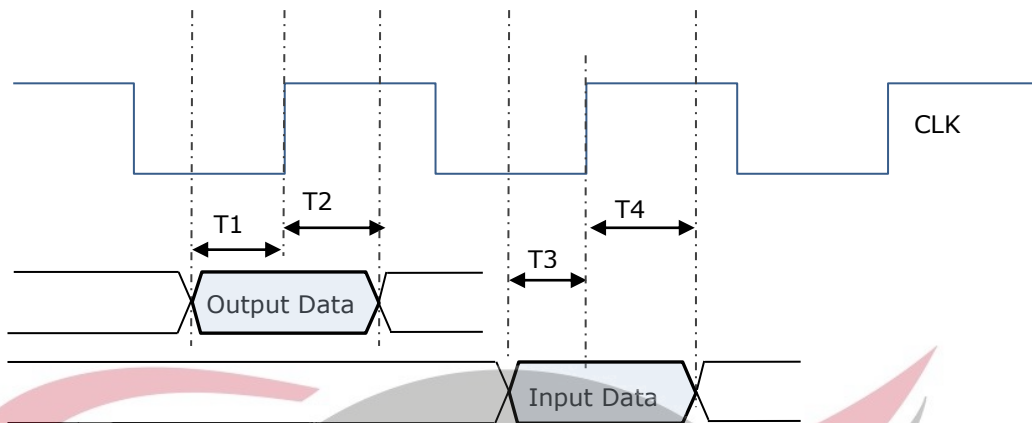 CLK
T1
T2
T3
T4
Output Data
Input Data